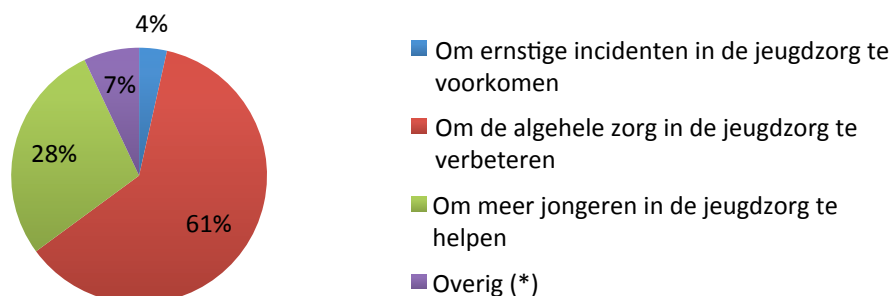 4%
7%
28%
61%
Om ernstige incidenten in de jeugdzorg te
voorkomen
Om de algehele zorg in de jeugdzorg te
verbeteren
Om meer jongeren in de jeugdzorg te
helpen
Overig (*)